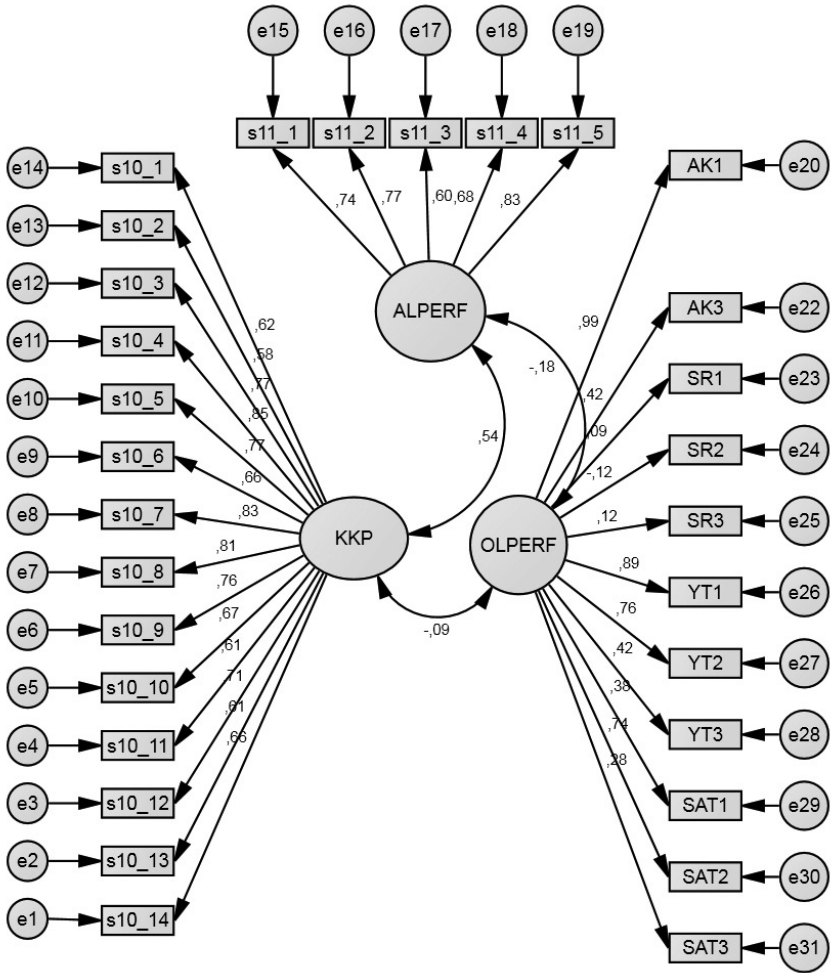 e15 e16 e17 e18 e19
s11_1 s11_2 s11_3 s11_4 s11_5
,74 ,77 ,60 ,68 ,83
ALPERF
e14 s10_1
e13 s10_2
e12 s10_3
e11 s10_4
e10 s10_5
e9 s10_6
e8 s10_7
e7 s10_8
e6 s10_9
e5 s10_10
e4 s10_11
e3 s10_12
e2 s10_13
e1 s10_14
,62
,58
,77
,85
,77
,66
,83
,81
,76
,67
,61
,71
,61
,66
KKP
,54
-,18
-,09
OLPERF
,99
,42
,09
-,12
,12
,89
,76
,42
,38
,74
,28
AK1 e20
AK3 e22
SR1 e23
SR2 e24
SR3 e25
YT1 e26
YT2 e27
YT3 e28
SAT1 e29
SAT2 e30
SAT3 e31